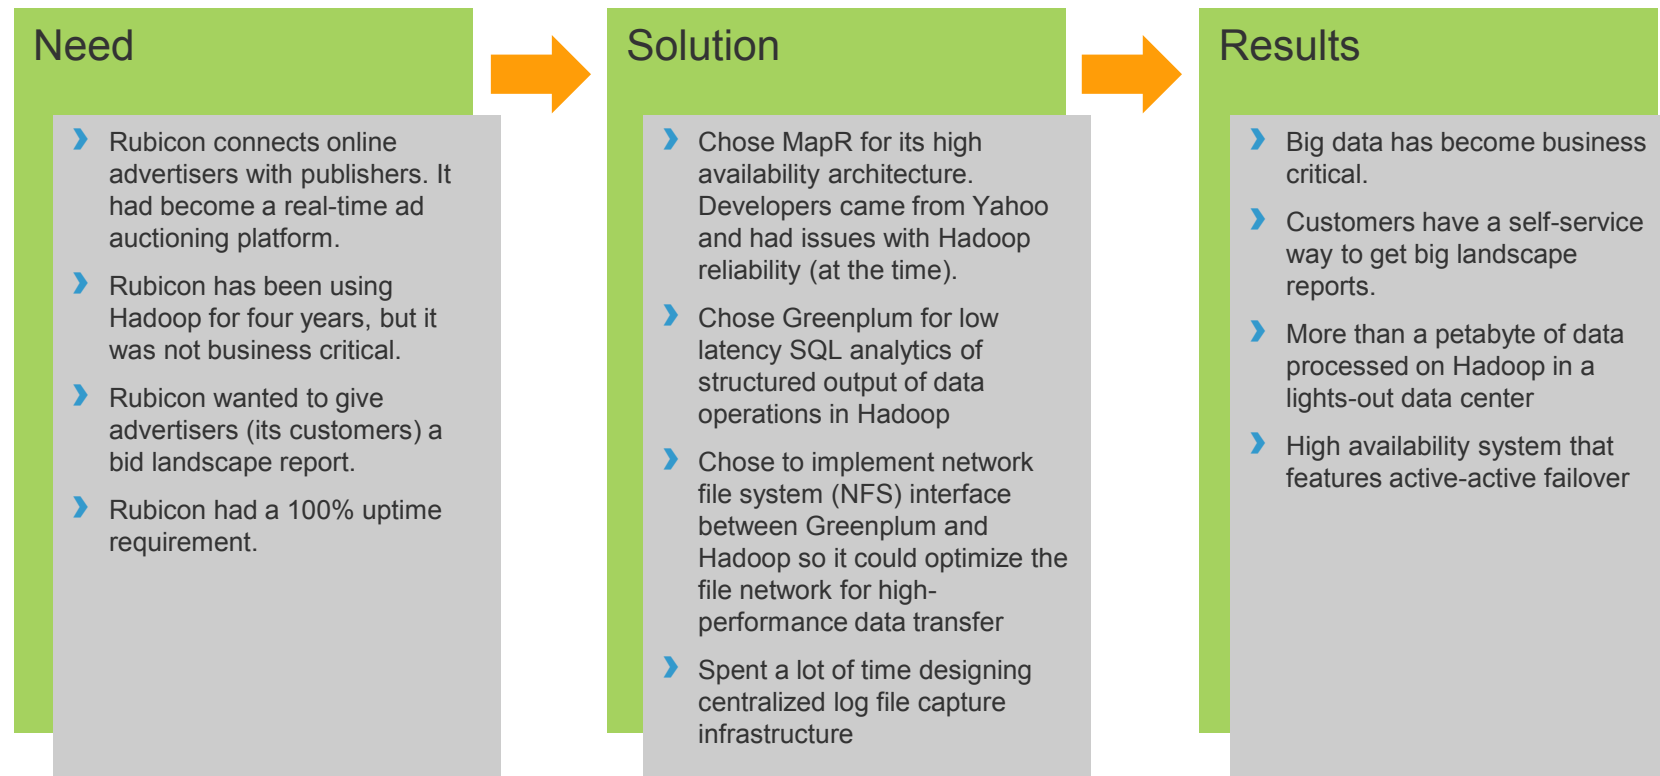 Need
Rubicon connects online
advertisers with publishers. It
had become a real-time ad
auctioning platform.
Rubicon has been using
Hadoop for four years, but it
was not business critical.
Rubicon wanted to give
advertisers (its customers) a
bid landscape report.
Rubicon had a 100% uptime
requirement.
Solution
Chose MapR for its high
availability architecture.
Developers came from Yahoo
and had issues with Hadoop
reliability (at the time).
Chose Greenplum for low
latency SQL analytics of
structured output of data
operations in Hadoop
Chose to implement network
file system (NFS) interface
between Greenplum and
Hadoop so it could optimize the
file network for high-
performance data transfer
Spent a lot of time designing
centralized log file capture
infrastructure
Results
Big data has become business
critical.
Customers have a self-service
way to get big landscape
reports.
More than a petabyte of data
processed on Hadoop in a
lights-out data center
High availability system that
features active-active failover